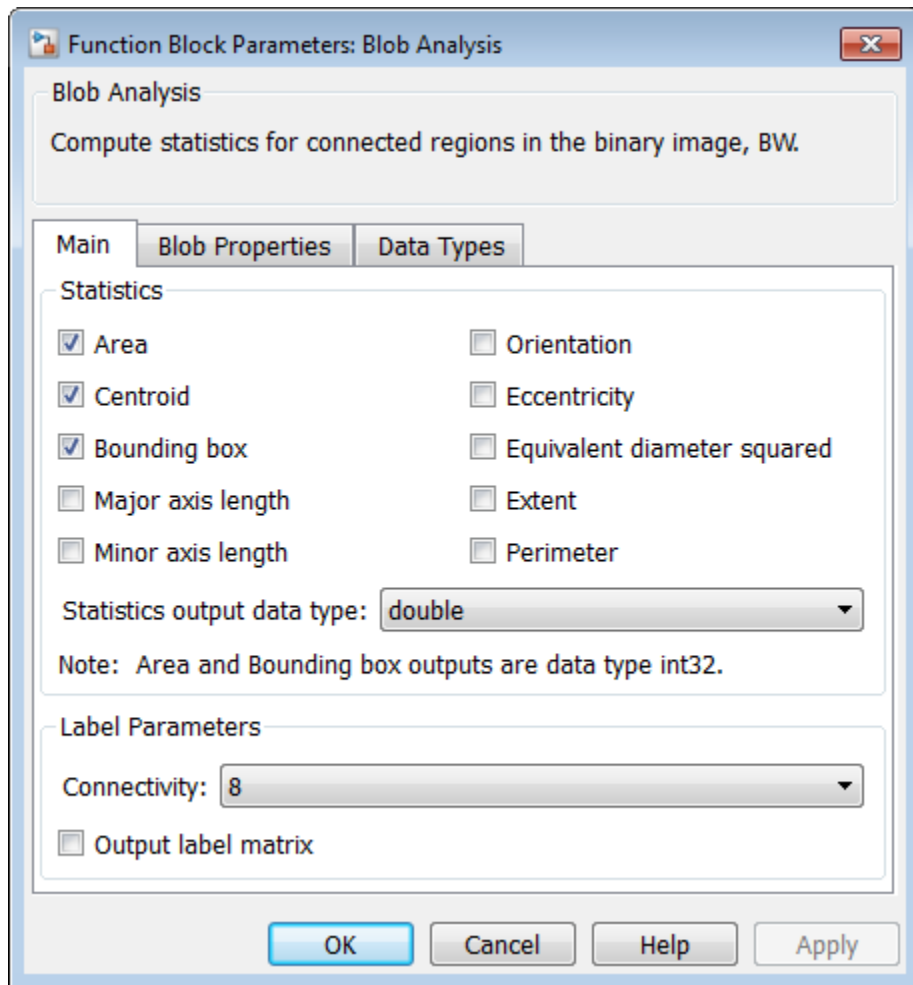 Function Block Parameters: Blob Analysis
Blob Analysis
Compute statistics for connected regions in the binary image, BW.
Main Blob Properties Data Types
Statistics
Area Orientation
Centroid Eccentricity
Bounding box Equivalent diameter squared
Major axis length Extent
Minor axis length Perimeter
Statistics output data type: double
Note: Area and Bounding box outputs are data type int32.
Label Parameters
Connectivity: 8
Output label matrix
OK Cancel Help Apply